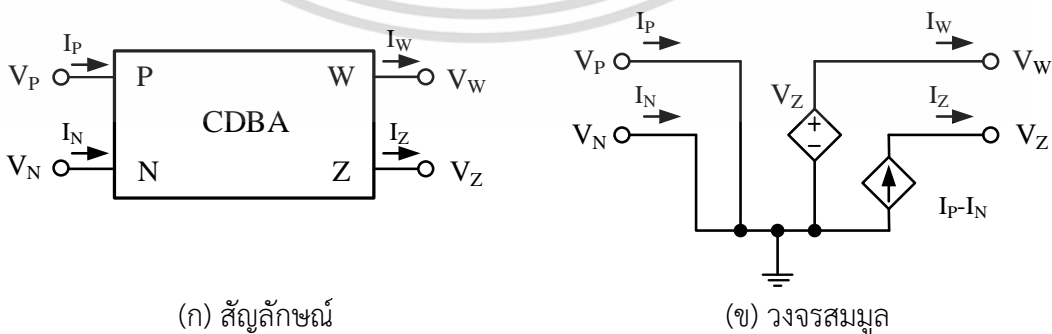 I_P
I_W
V_P
P
W
V_W
CDBA
I_N
I_Z
V_N
N
Z
V_Z
(ก) สัญลักษณ์
I_P
I_W
V_P
V_W
I_N
V_Z
I_Z
V_N
+
−
V_Z
I_P-I_N
(ข) วงจรสมมูล